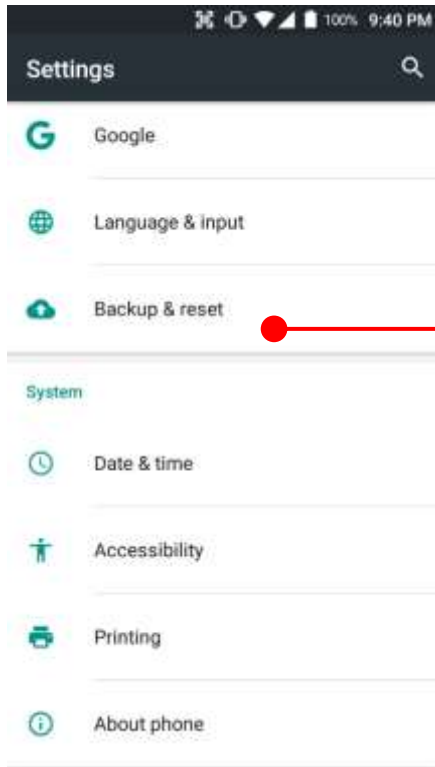 100% 9:40 PM
Settings
Google
Language & input
Backup & reset
System
Date & time
Accessibility
Printing
About phone